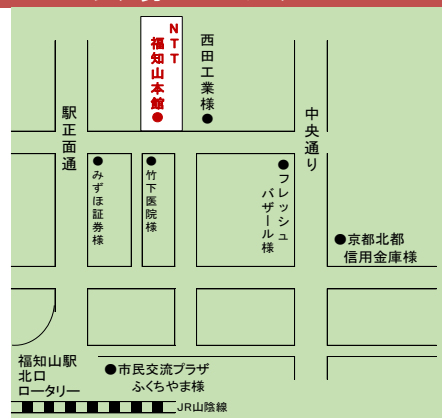 NTT
福知山本館●
西田工業様●
駅正面通
中央通り
●みずほ証券様
●竹下医院様
●フレッシュ
バザール様
●京都北都
信用金庫様
福知山駅
北口
ロータリー
●市民交流プラザ
ふくちやま様
JR山陰線